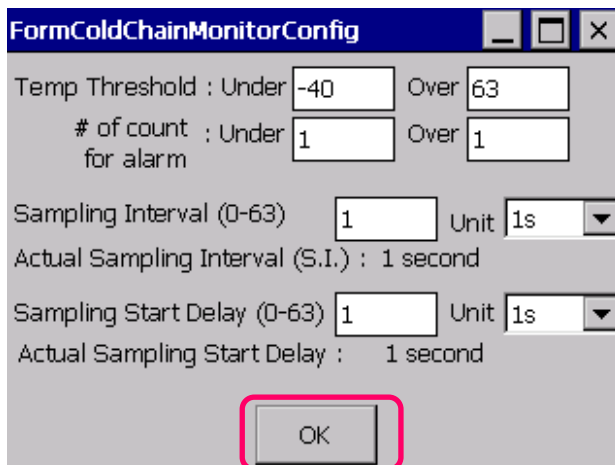 FormColdChainMonitorConfig
Temp Threshold : Under -40 Over 63
# of count for alarm : Under 1 Over 1
Sampling Interval (0-63) 1 Unit 1s
Actual Sampling Interval (S.I.) : 1 second
Sampling Start Delay (0-63) 1 Unit 1s
Actual Sampling Start Delay : 1 second
OK